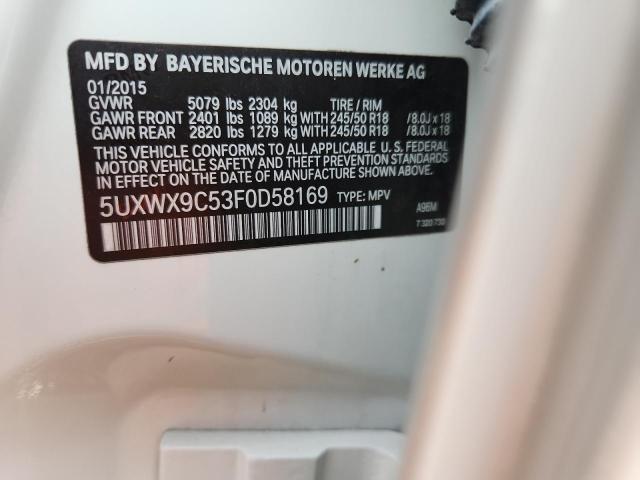 MFD BY BAYERISCHE MOTOREN WERKE AG
01/2015
GVWR 5079 lbs 2304 kg TIRE / RIM
GAWR FRONT 2401 lbs 1089 kg WITH 245/50 R18 /8.0J x 18
GAWR REAR 2820 lbs 1279 kg WITH 245/50 R18 /8.0J x 18
THIS VEHICLE CONFORMS TO ALL APPLICABLE U. S. FEDERAL
MOTOR VEHICLE SAFETY AND THEFT PREVENTION STANDARDS
IN EFFECT ON THE DATE OF MANUFACTURE SHOWN ABOVE.
5UXWX9C53F0D58169 TYPE: MPV A96M
7 320 730